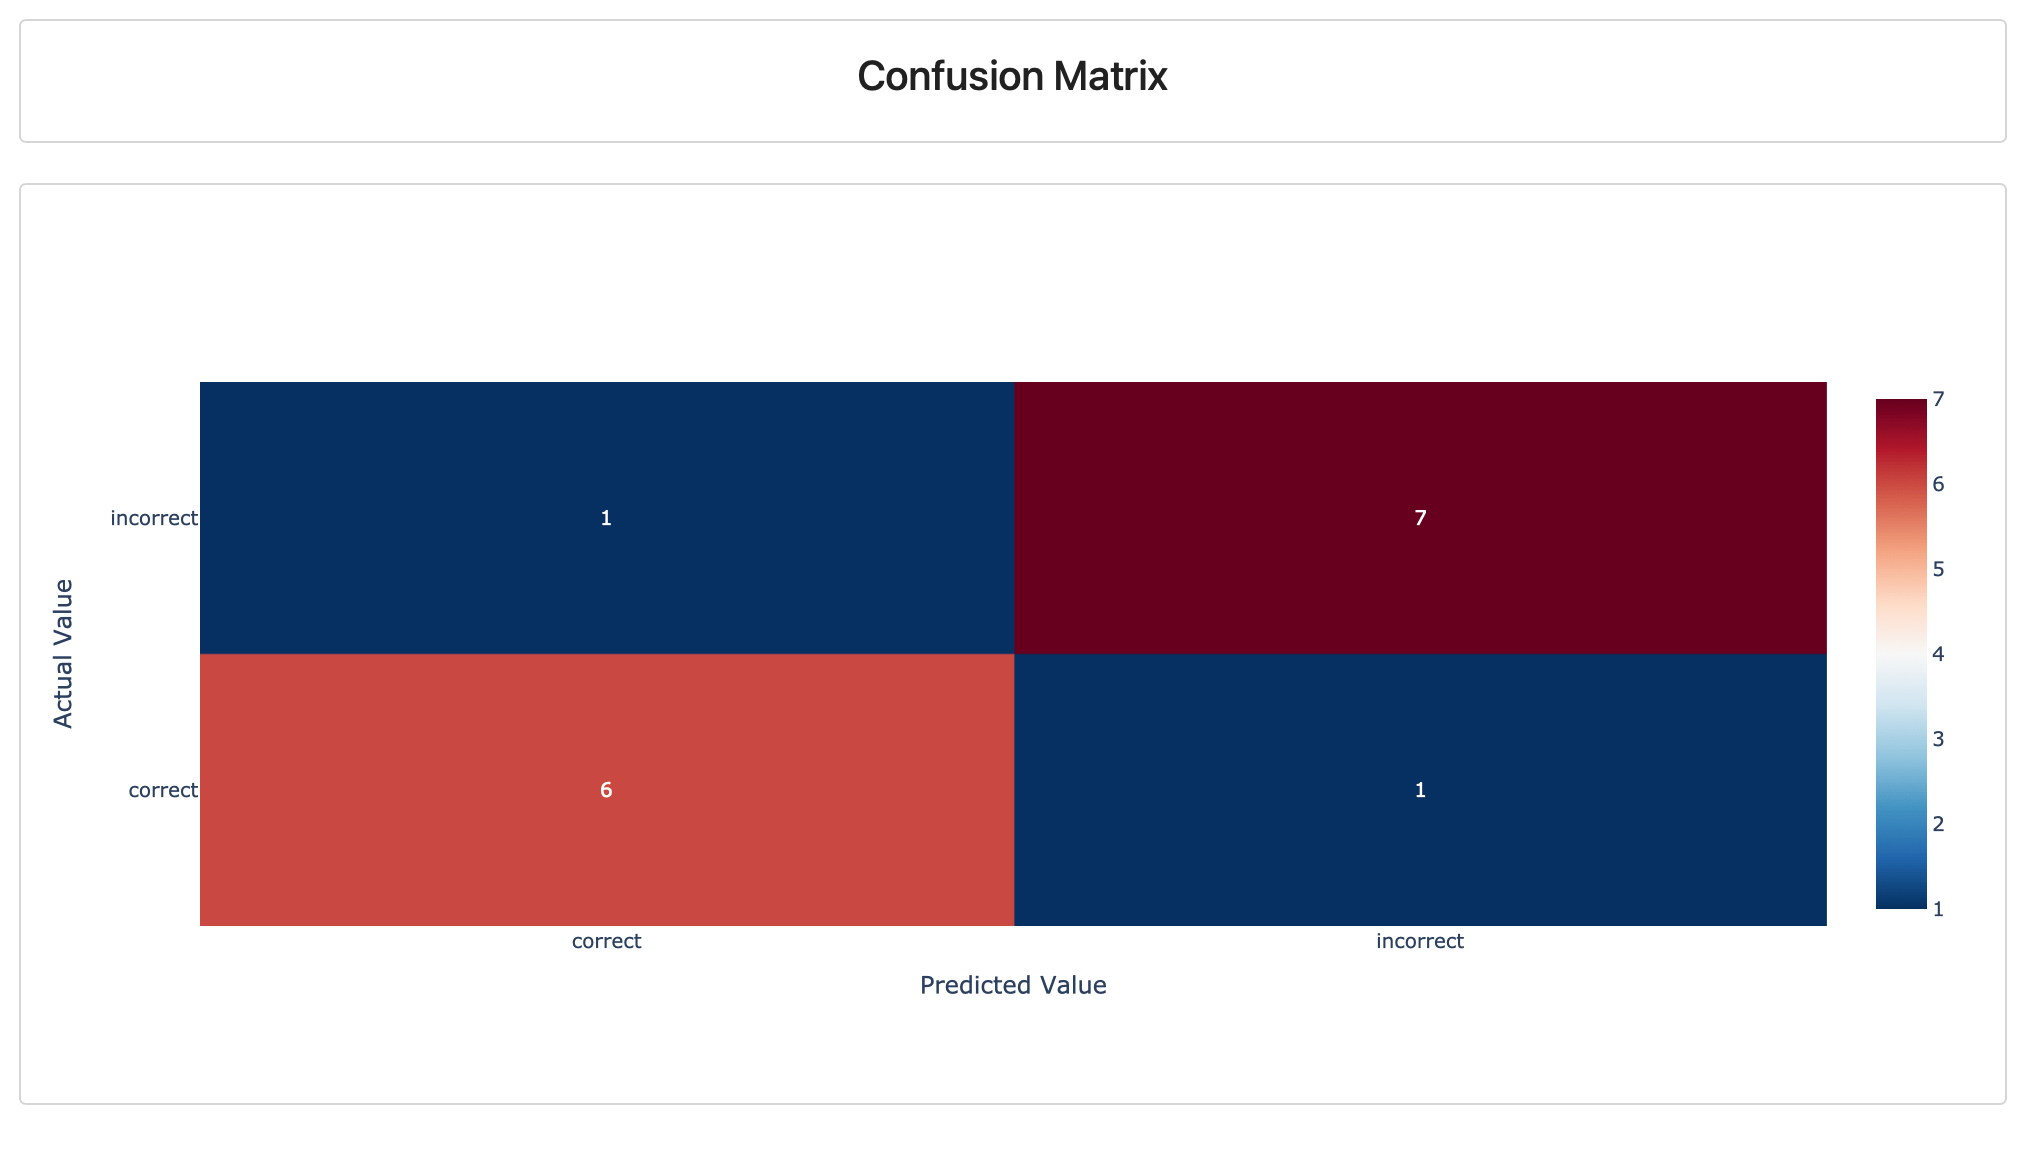 Confusion Matrix
7
incorrect
1
7
6
5
Actual Value
4
3
correct
6
1
2
1
correct
incorrect
Predicted Value